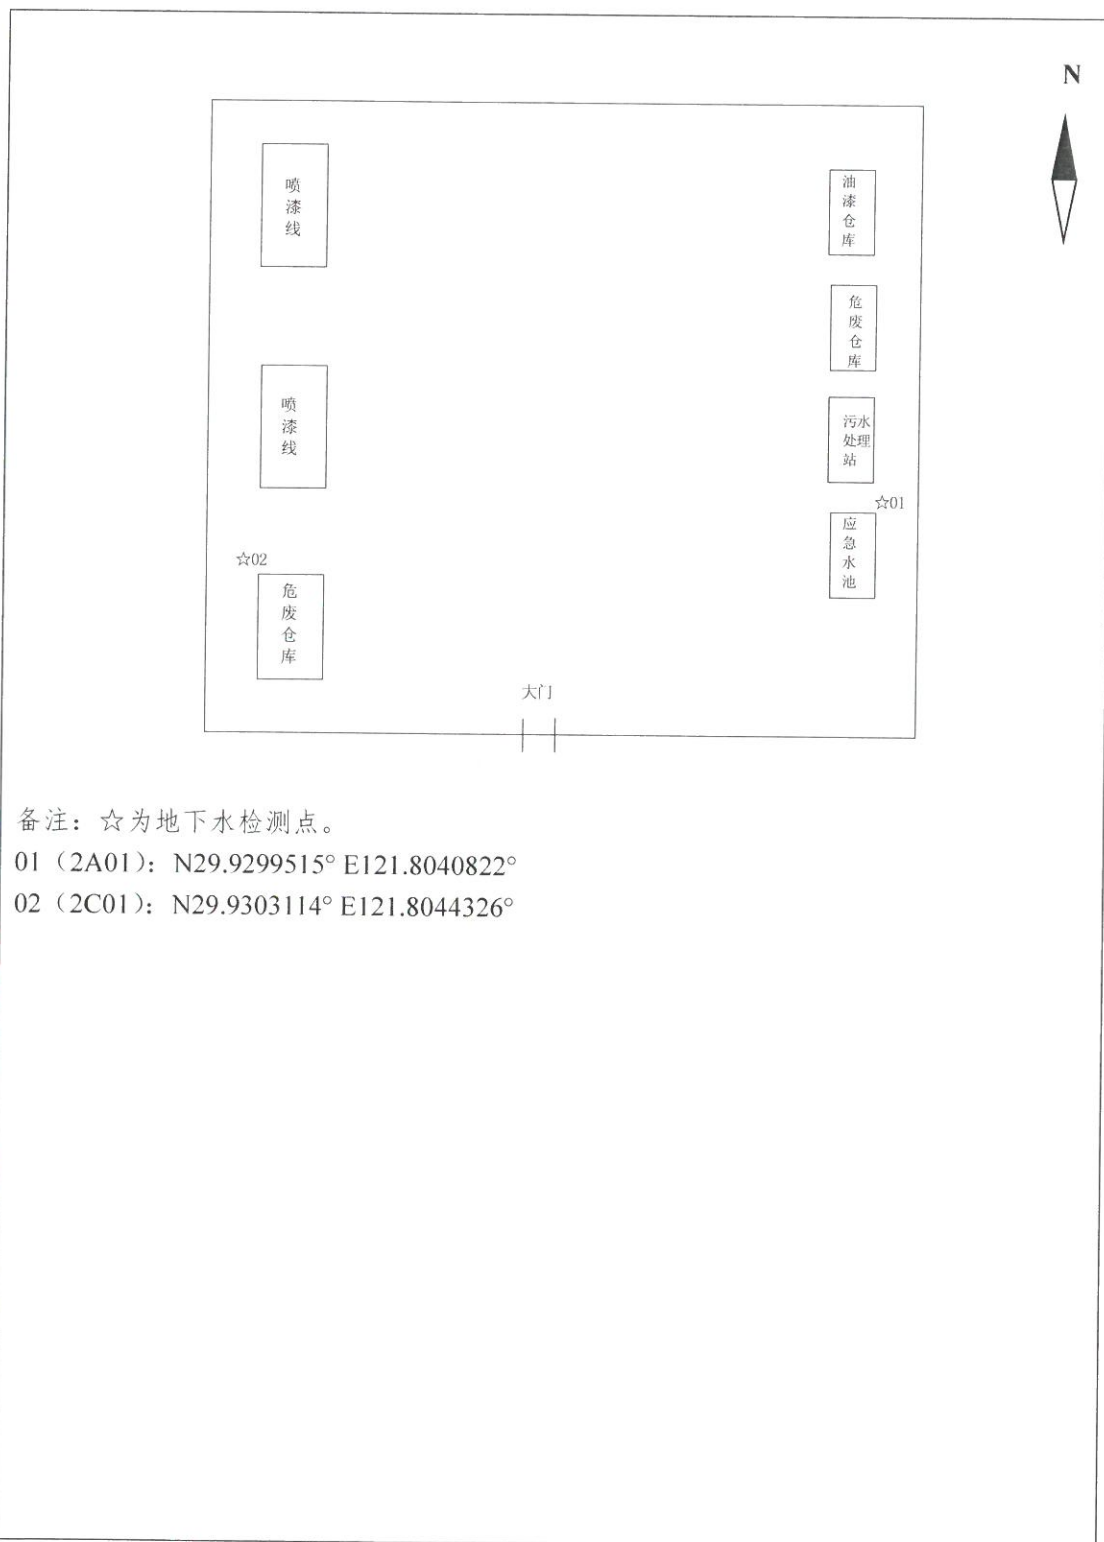 N
喷漆线
油漆仓库
危废仓库
喷漆线
污水
处理
站
☆01
应急水池
☆02
危废仓库
大门
备注：☆为地下水检测点。
01（2A01）：N29.9299515° E121.8040822°
02（2C01）：N29.9303114° E121.8044326°